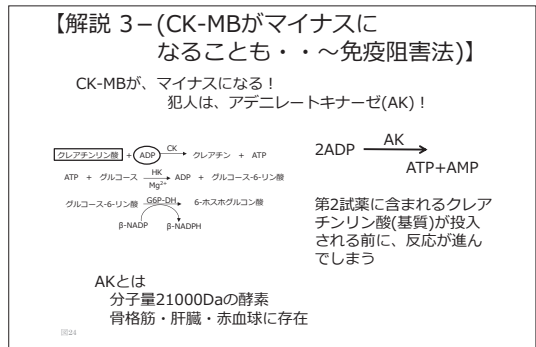 【解説 3−(CK-MBがマイナスに
なることも・・～免疫阻害法)】
CK-MBが、マイナスになる！
犯人は、アデニレートキナーゼ(AK)！
クレアチンリン酸 + ADP CK クレアチン + ATP
ATP + グルコース HK Mg2+ ADP + グルコース-6-リン酸
グルコース-6-リン酸 G6P-DH 6-ホスホグルコン酸
β-NADP β-NADPH
2ADP AK
ATP+AMP
第2試薬に含まれるクレア
チンリン酸(基質)が投入
される前に、反応が進ん
でしまう
AKとは
分子量21000Daの酵素
骨格筋・肝臓・赤血球に存在
図24